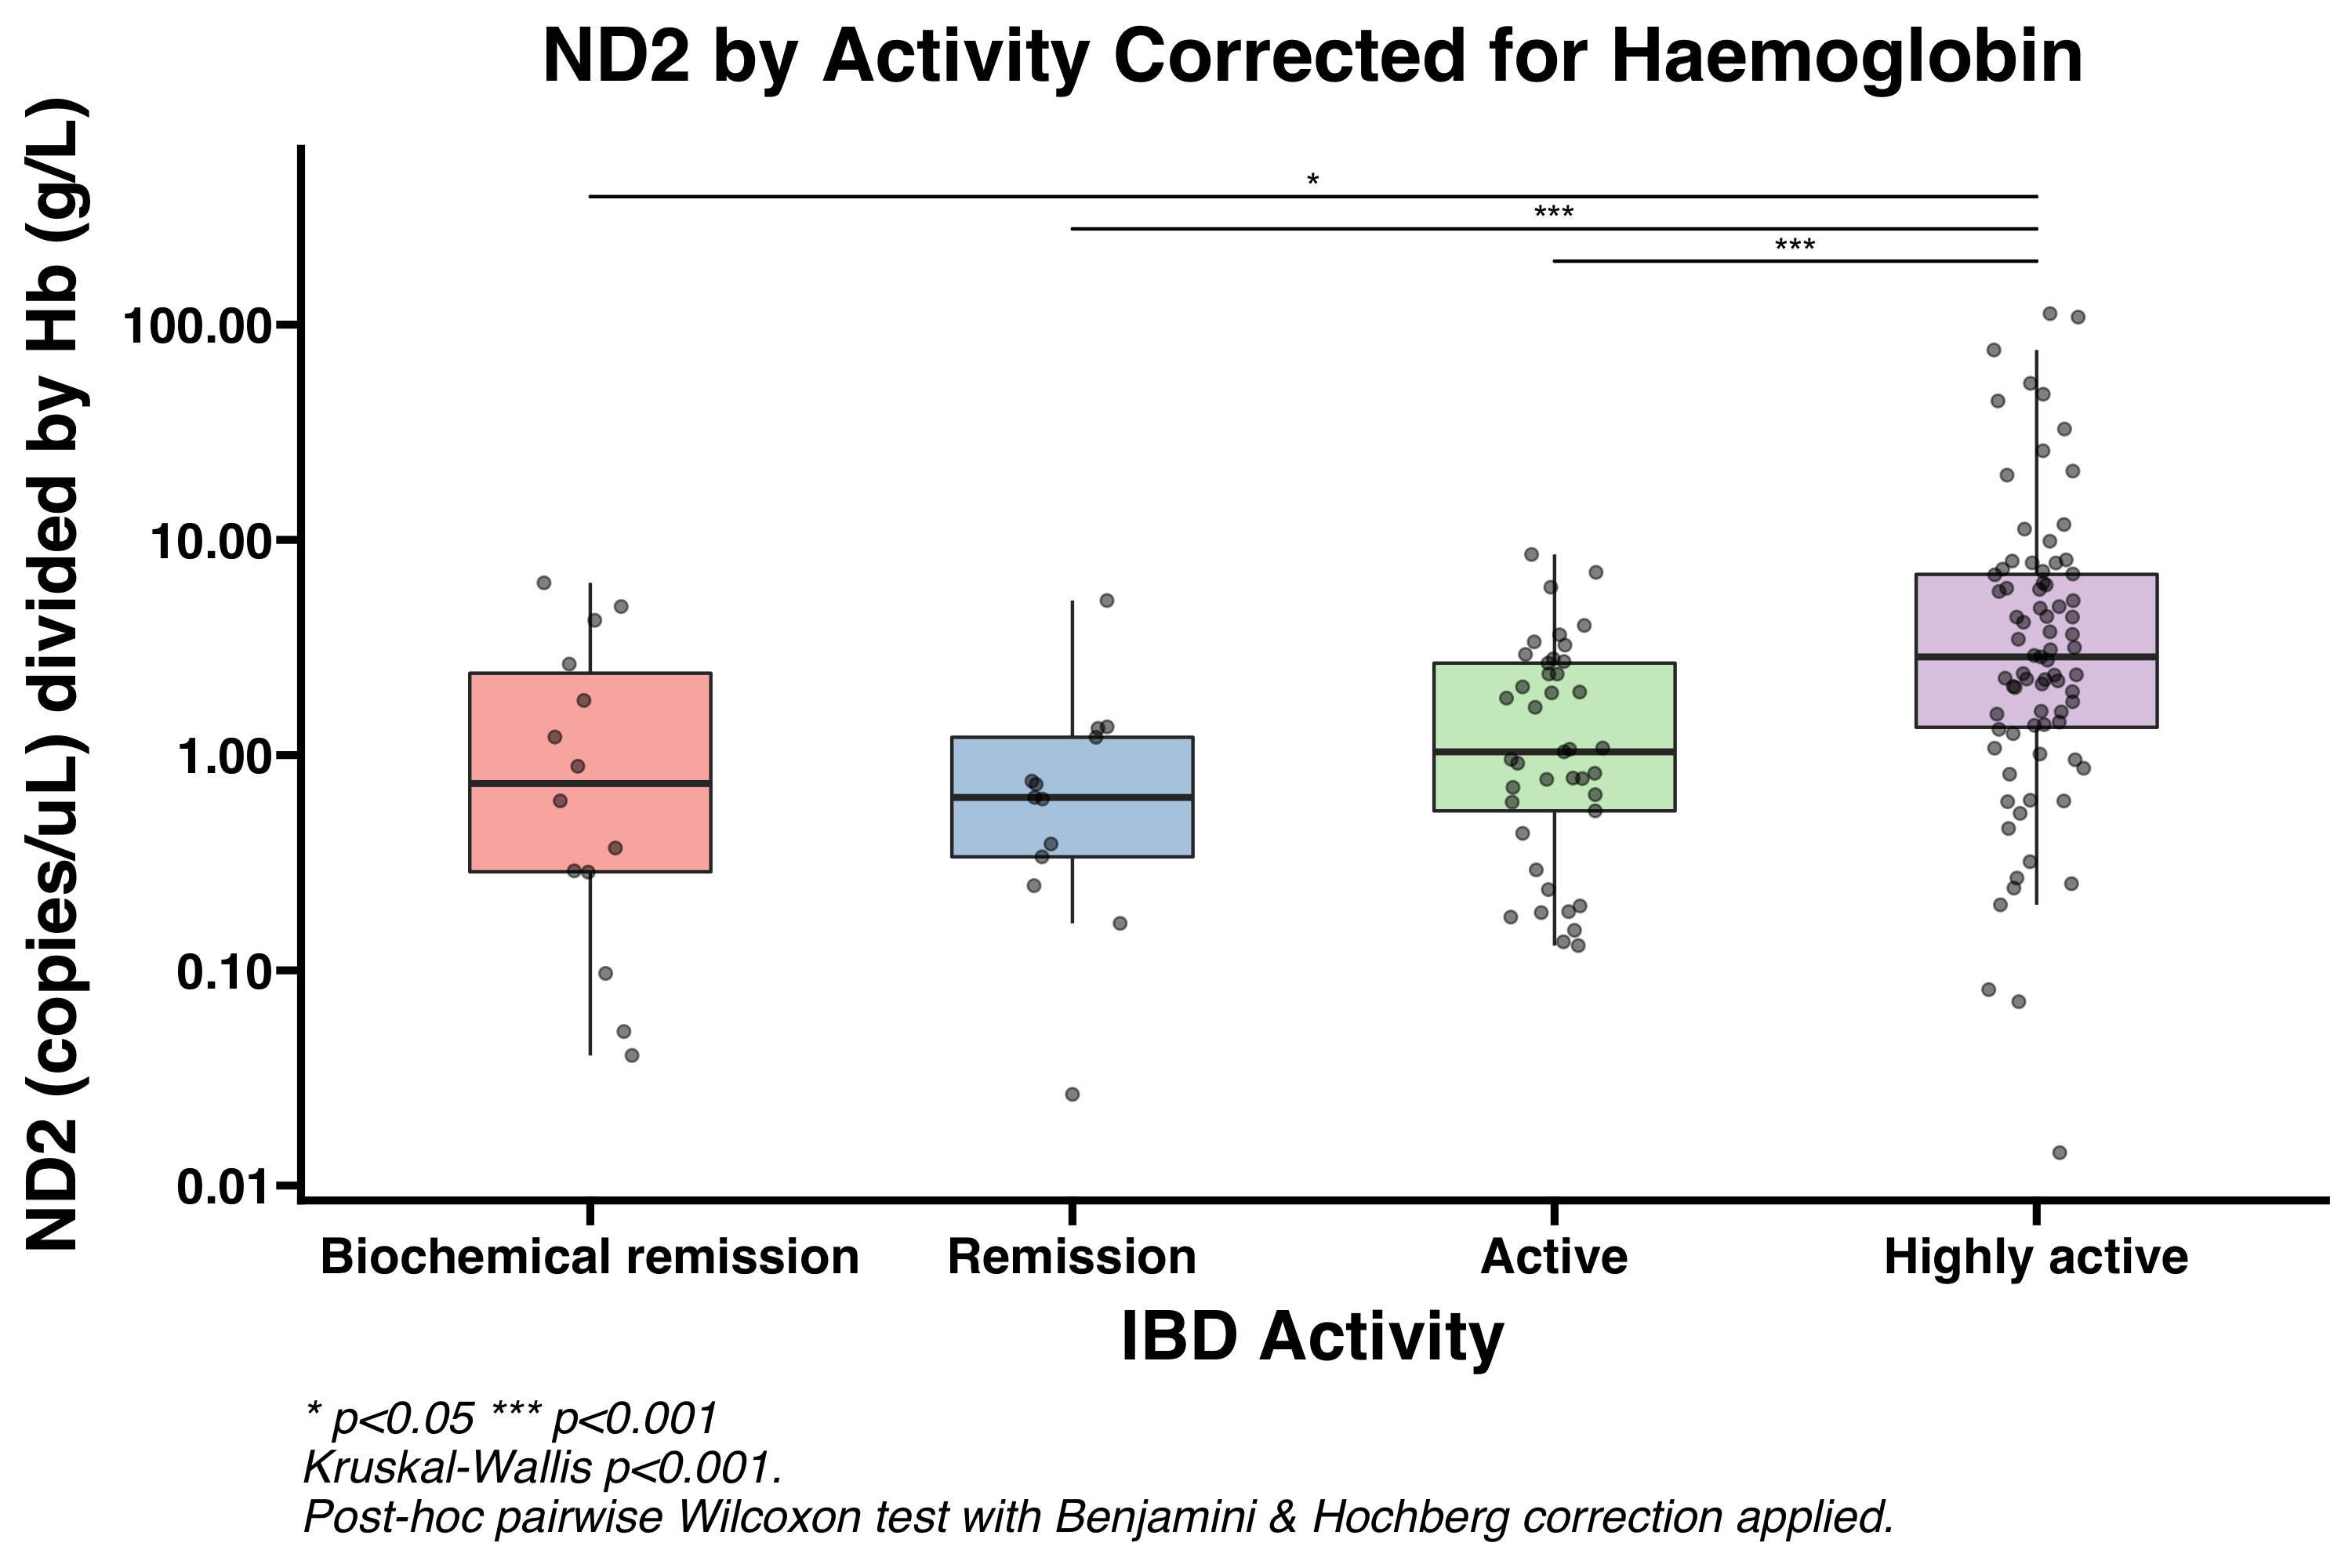 ND2 by Activity Corrected for Haemoglobin
ND2 (copies/uL) divided by Hb (g/L)
*
***
***
100.00
10.00
1.00
0.10
0.01
Biochemical remission Remission Active Highly active
IBD Activity
* p<0.05 *** p<0.001
Kruskal-Wallis p<0.001.
Post-hoc pairwise Wilcoxon test with Benjamini & Hochberg correction applied.